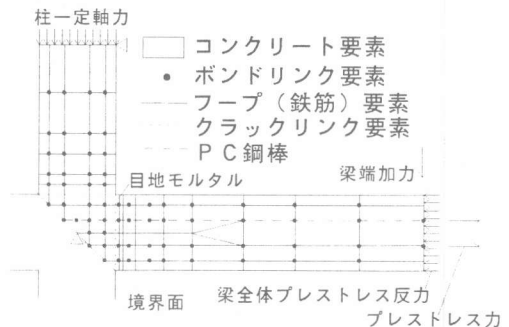 柱一定軸力
コンクリート要素
ボンドリンク要素
フープ（鉄筋）要素
クラックリンク要素
ＰＣ鋼棒
目地モルタル
梁端加力
境界面
梁全体プレストレス反力
プレストレス力